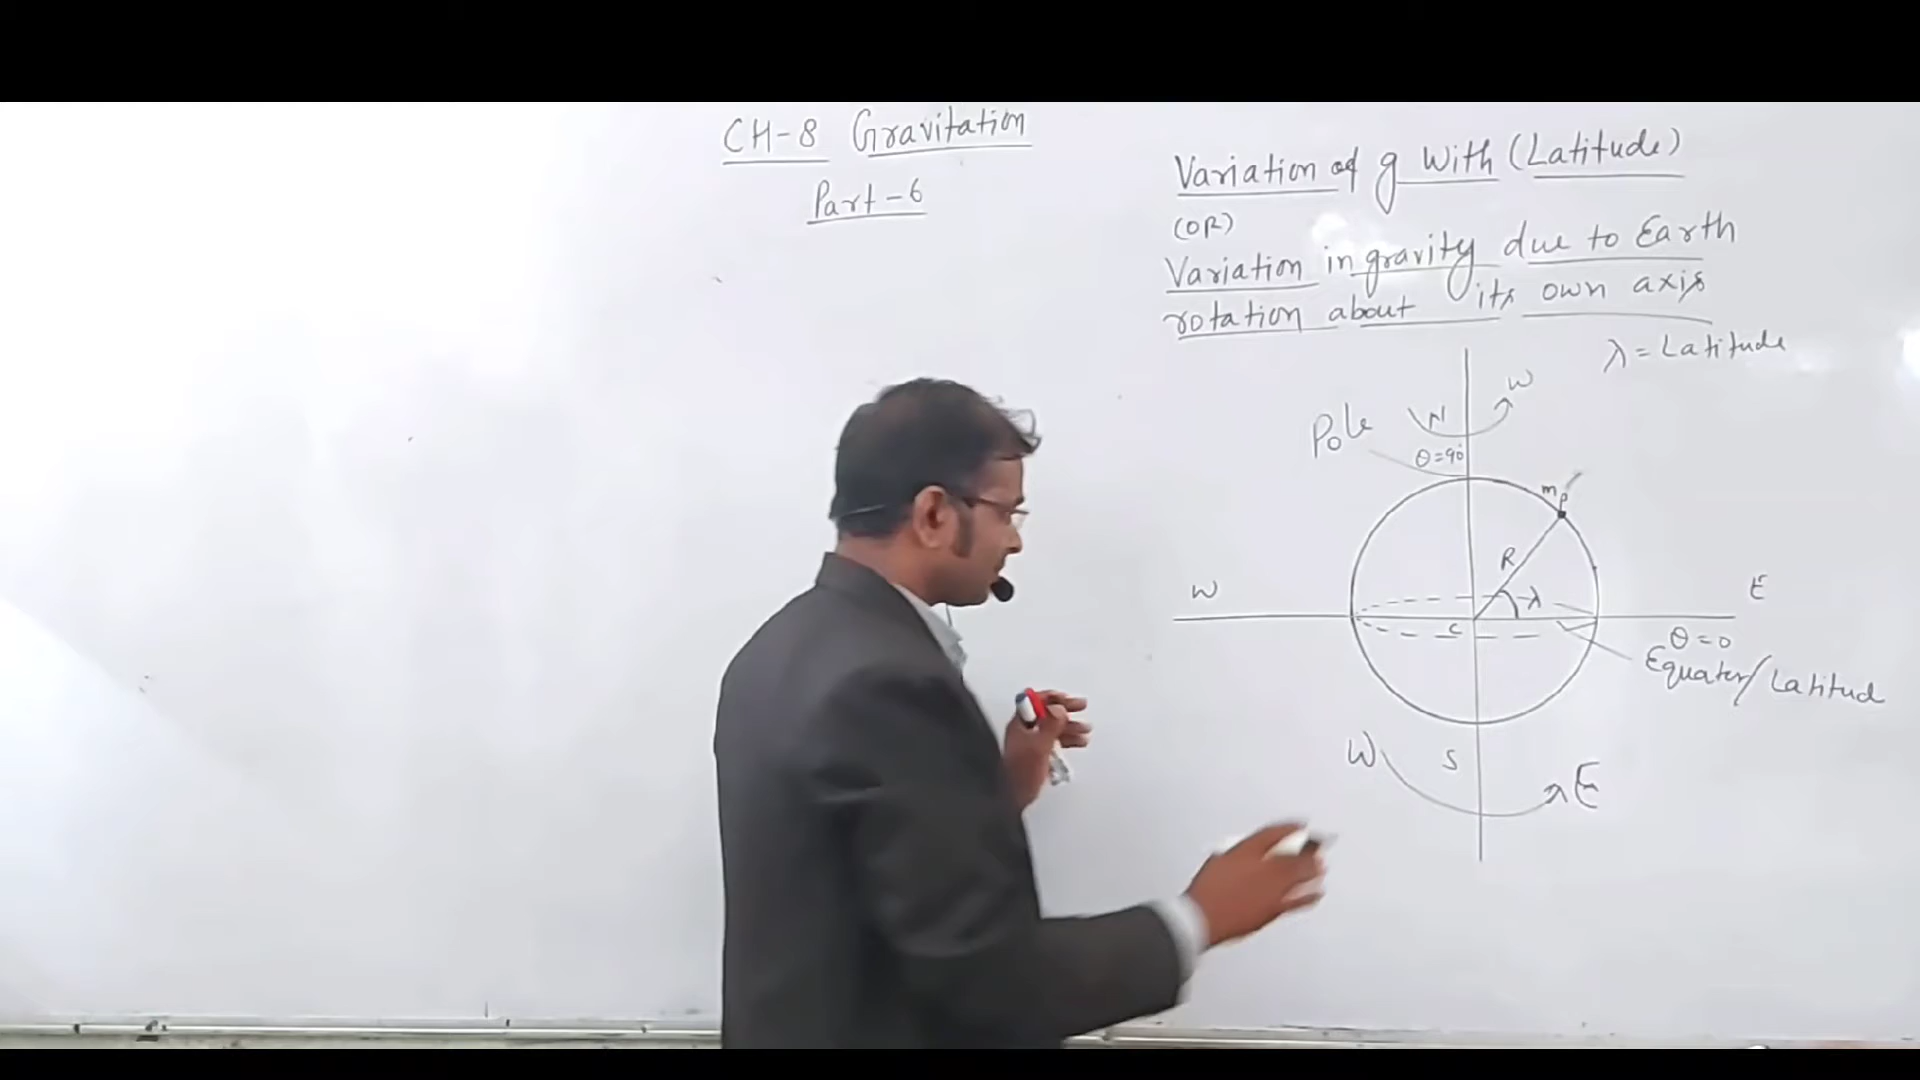 CH-8 Gravitation
Part-6
Variation of g With (Latitude)
(OR)
Variation in gravity due to Earth
rotation about its own axis
λ = Latitude
Pole
N
W
θ=90°
m
P
R
λ
W
E
C
θ=0
Equator/Latitud
W
S
E